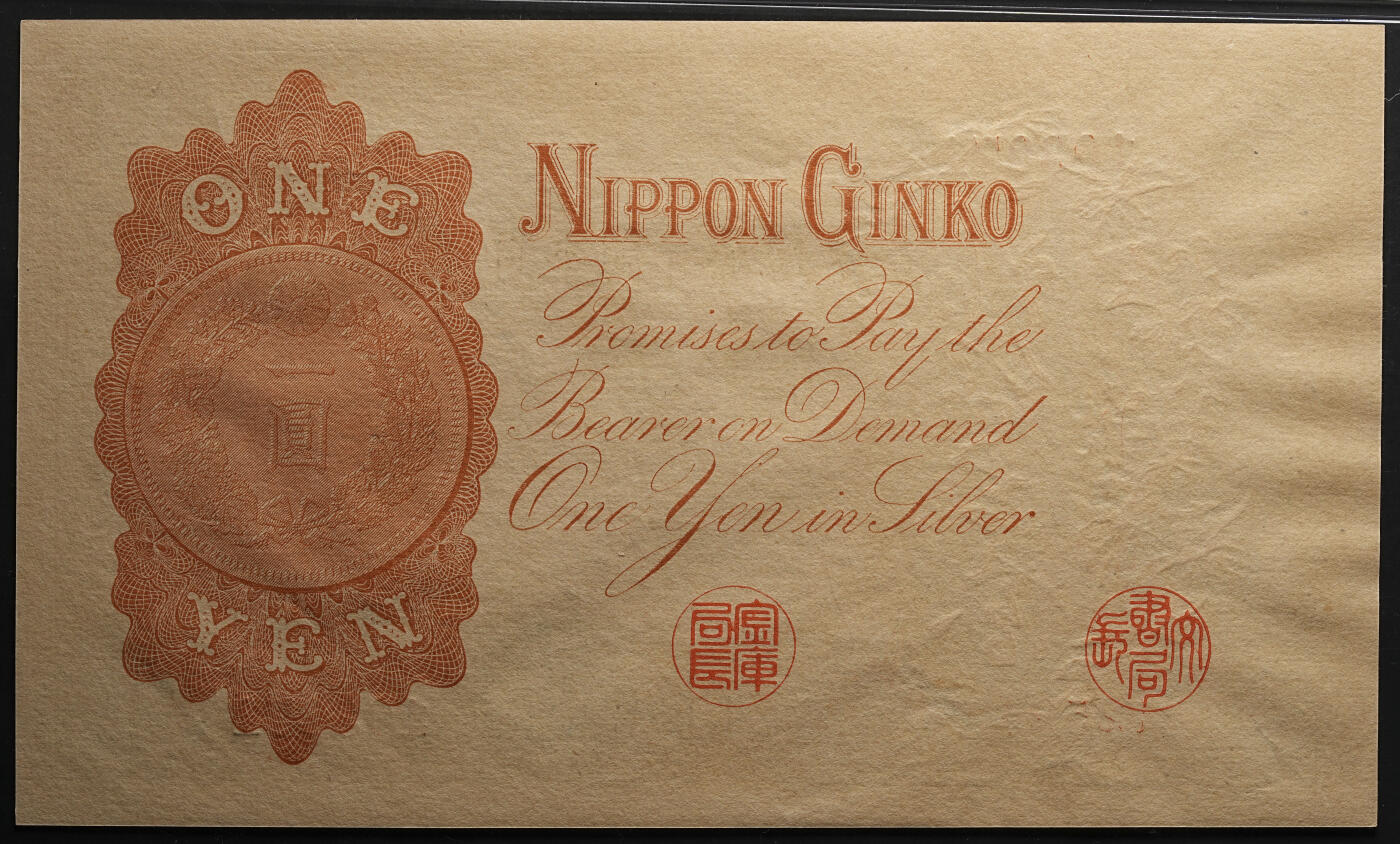 ONE
一
圓
YEN
NIPPON GINKO
Promises to Pay the
Bearer on Demand
One Yen in Silver
金庫局長
文書局長